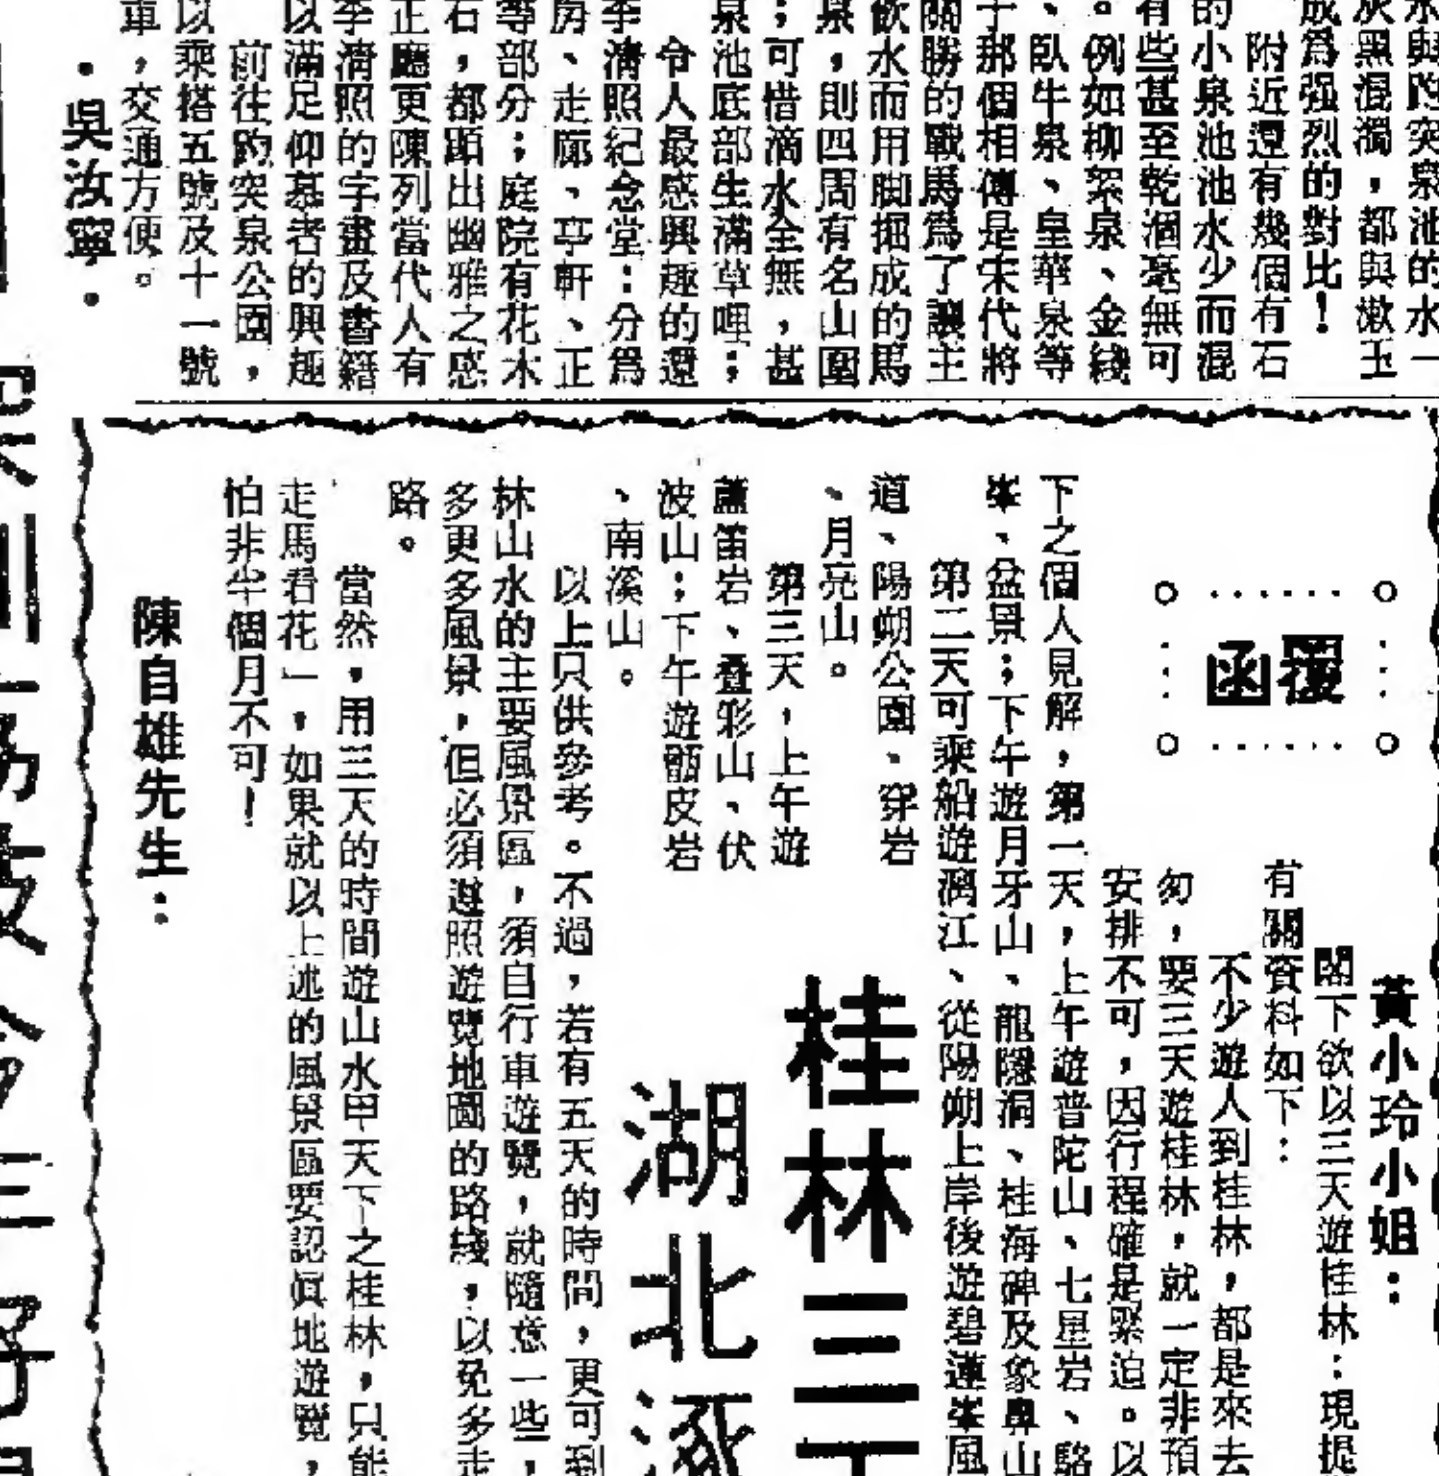 水與趵突泉池的水一
灰黑混濁，都與漱玉
成爲强烈的對比！
附近還有幾個有石
的小泉池池水少而混
有些甚至乾涸毫無可
。例如柳絮泉、金綫
、臥牛泉、皇華泉等
于那個相傳是宋代將
關勝的戰馬爲了讓主
飲水而用脚掘成的馬
泉，則四周有名山圍
；可惜滴水全無，甚
泉池底部生滿草哩；
令人最感興趣的還
李清照紀念堂：分爲
房、走廊、亭軒、正
等部分；庭院有花木
石，都顯出幽雅之感
正廳更陳列當代人有
李清照的字畫及書籍
以滿足仰慕者的興趣
前往趵突泉公園，
以乘搭五號及十一號
車，交通方便。
·吳汝寧·
函覆
黃小玲小姐：
閣下欲以三天遊桂林：現提
有關資料如下：
不少遊人到桂林，都是來去
匆，要三天遊桂林，就一定非預
安排不可，因行程確是緊迫。以
下之個人見解，第一天，上午遊普陀山、七星岩、駱
峯、盆景；下午遊月牙山、龍隱洞、桂海碑及象鼻山
第二天可乘船遊漓江、從陽朔上岸後遊碧蓮峯風
道、陽朔公園、穿岩
、月亮山。
第三天，上午遊
蘆笛岩、叠彩山、伏
波山；下午遊甑皮岩
、南溪山。
桂林三
湖北涿
以上只供參考。不過，若有五天的時間，更可到
林山水的主要風景區，須自行車遊覽，就隨意一些，
多更多風景，但必須遊照遊覽地圖的路綫，以免多走
路。
當然，用三天的時間遊山水甲天下之桂林，只能
走馬看花」，如果就以上述的風景區要認眞地遊覽，
怕非半個月不可！
陳自雄先生：